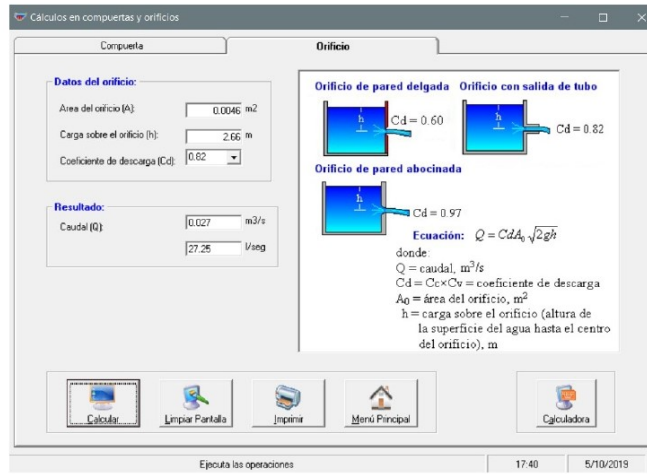 Cálculos en compuertas y orificios
Compuerta
Orificio
Datos del orificio:
Area del orificio (A): 0.0046 m2
Carga sobre el orificio (h): 2.66 m
Coeficiente de descarga (Cd): 0.82
Resultado:
Caudal (Q): 0.027 m3/s
27.25 l/seg
Orificio de pared delgada
h
Cd = 0.60
Orificio con salida de tubo
h
Cd = 0.82
Orificio de pared abocinada
h
Cd = 0.97
Ecuación: Q = CdA₀√2gh
donde:
Q = caudal, m³/s
Cd = Cc×Cv = coeficiente de descarga
A₀ = área del orificio, m²
h = carga sobre el orificio (altura de
la superficie del agua hasta el centro
del orificio), m
Calcular
Limpiar Pantalla
Imprimir
Menú Principal
Calculadora
Ejecuta las operaciones
17:40
5/10/2019